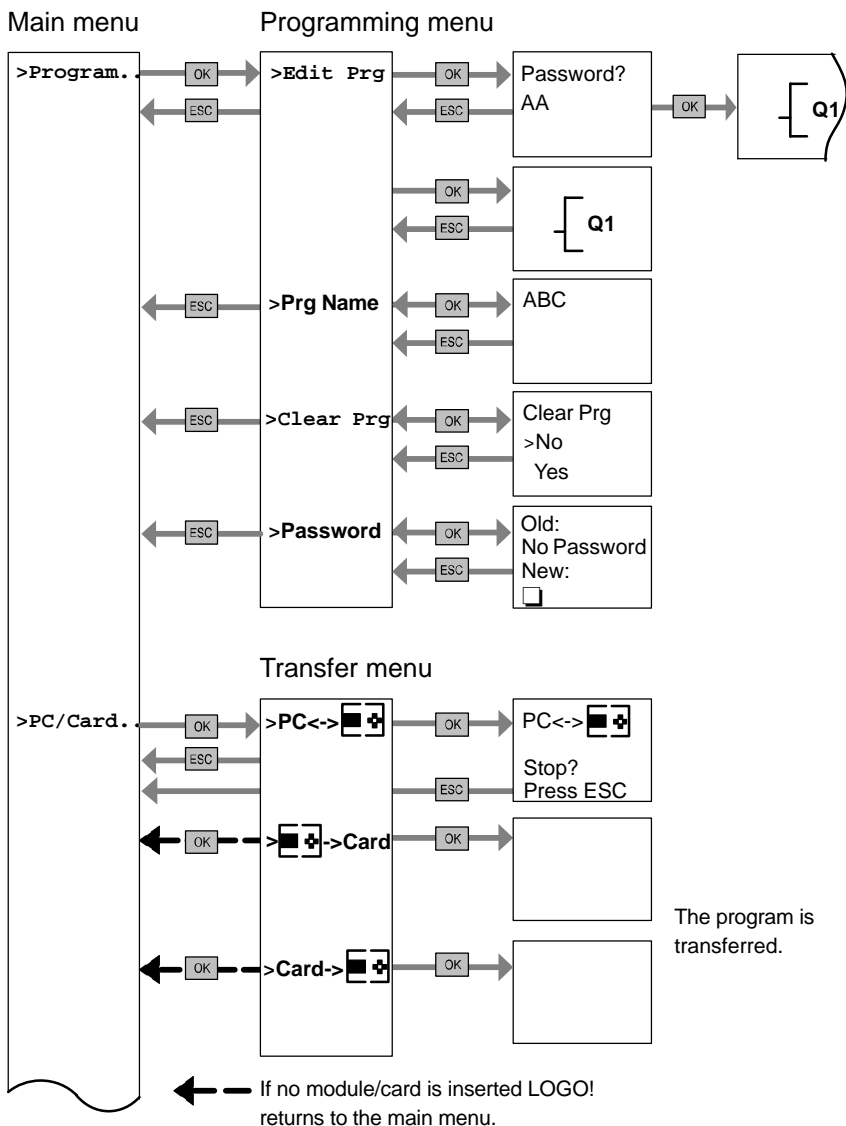 Main menu
Programming menu
>Program..
OK
>Edit Prg
OK
Password?
AA
OK
Q1
ESC
ESC
OK
Q1
ESC
ESC
>Prg Name
OK
ABC
ESC
ESC
>Clear Prg
OK
Clear Prg
>No
Yes
ESC
ESC
>Password
OK
Old:
No Password
New:
ESC
Transfer menu
>PC/Card..
OK
>PC<->
OK
PC<->
ESC
Stop?
Press ESC
ESC
OK
>->Card
OK
The program is
transferred.
OK
>Card->
OK
If no module/card is inserted LOGO!
returns to the main menu.